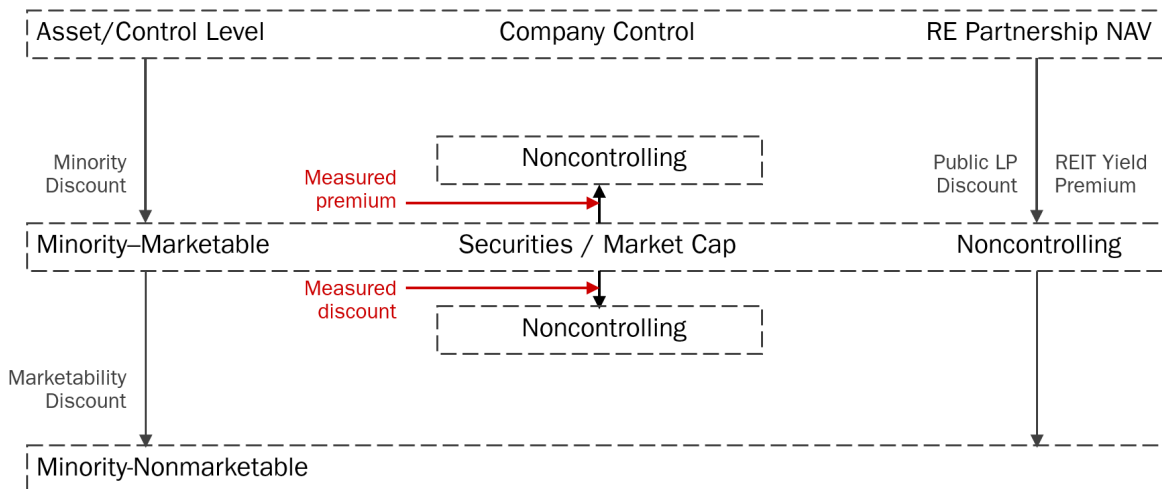 Asset/Control Level
Company Control
RE Partnership NAV
Minority
Discount
Measured
premium
Noncontrolling
Public LP
Discount
REIT Yield
Premium
Minority–Marketable
Securities / Market Cap
Noncontrolling
Measured
discount
Noncontrolling
Marketability
Discount
Minority-Nonmarketable